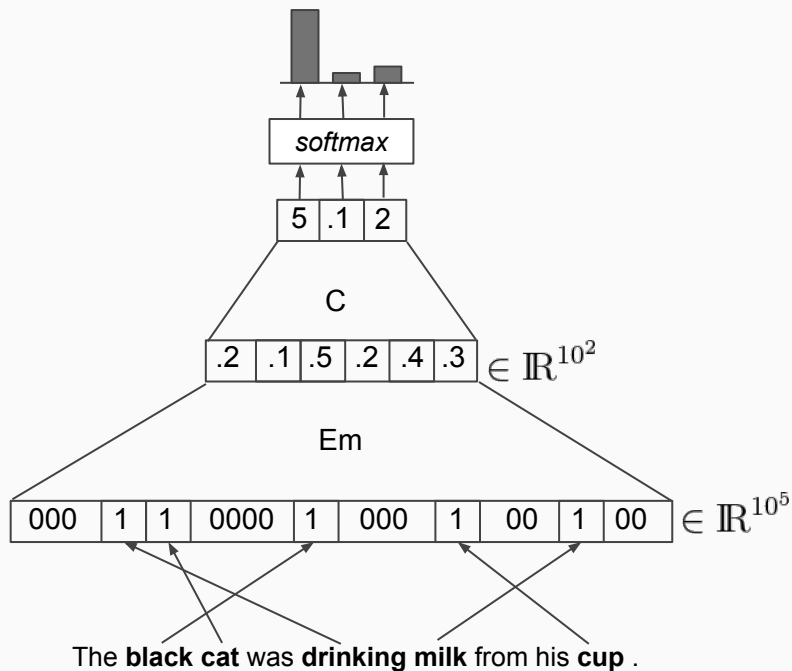 softmax
5 .1 2
C
.2 .1 .5 .2 .4 .3 ∈ ℝ^10^2
Em
000 1 1 0000 1 000 1 00 1 00 ∈ ℝ^10^5
The black cat was drinking milk from his cup .